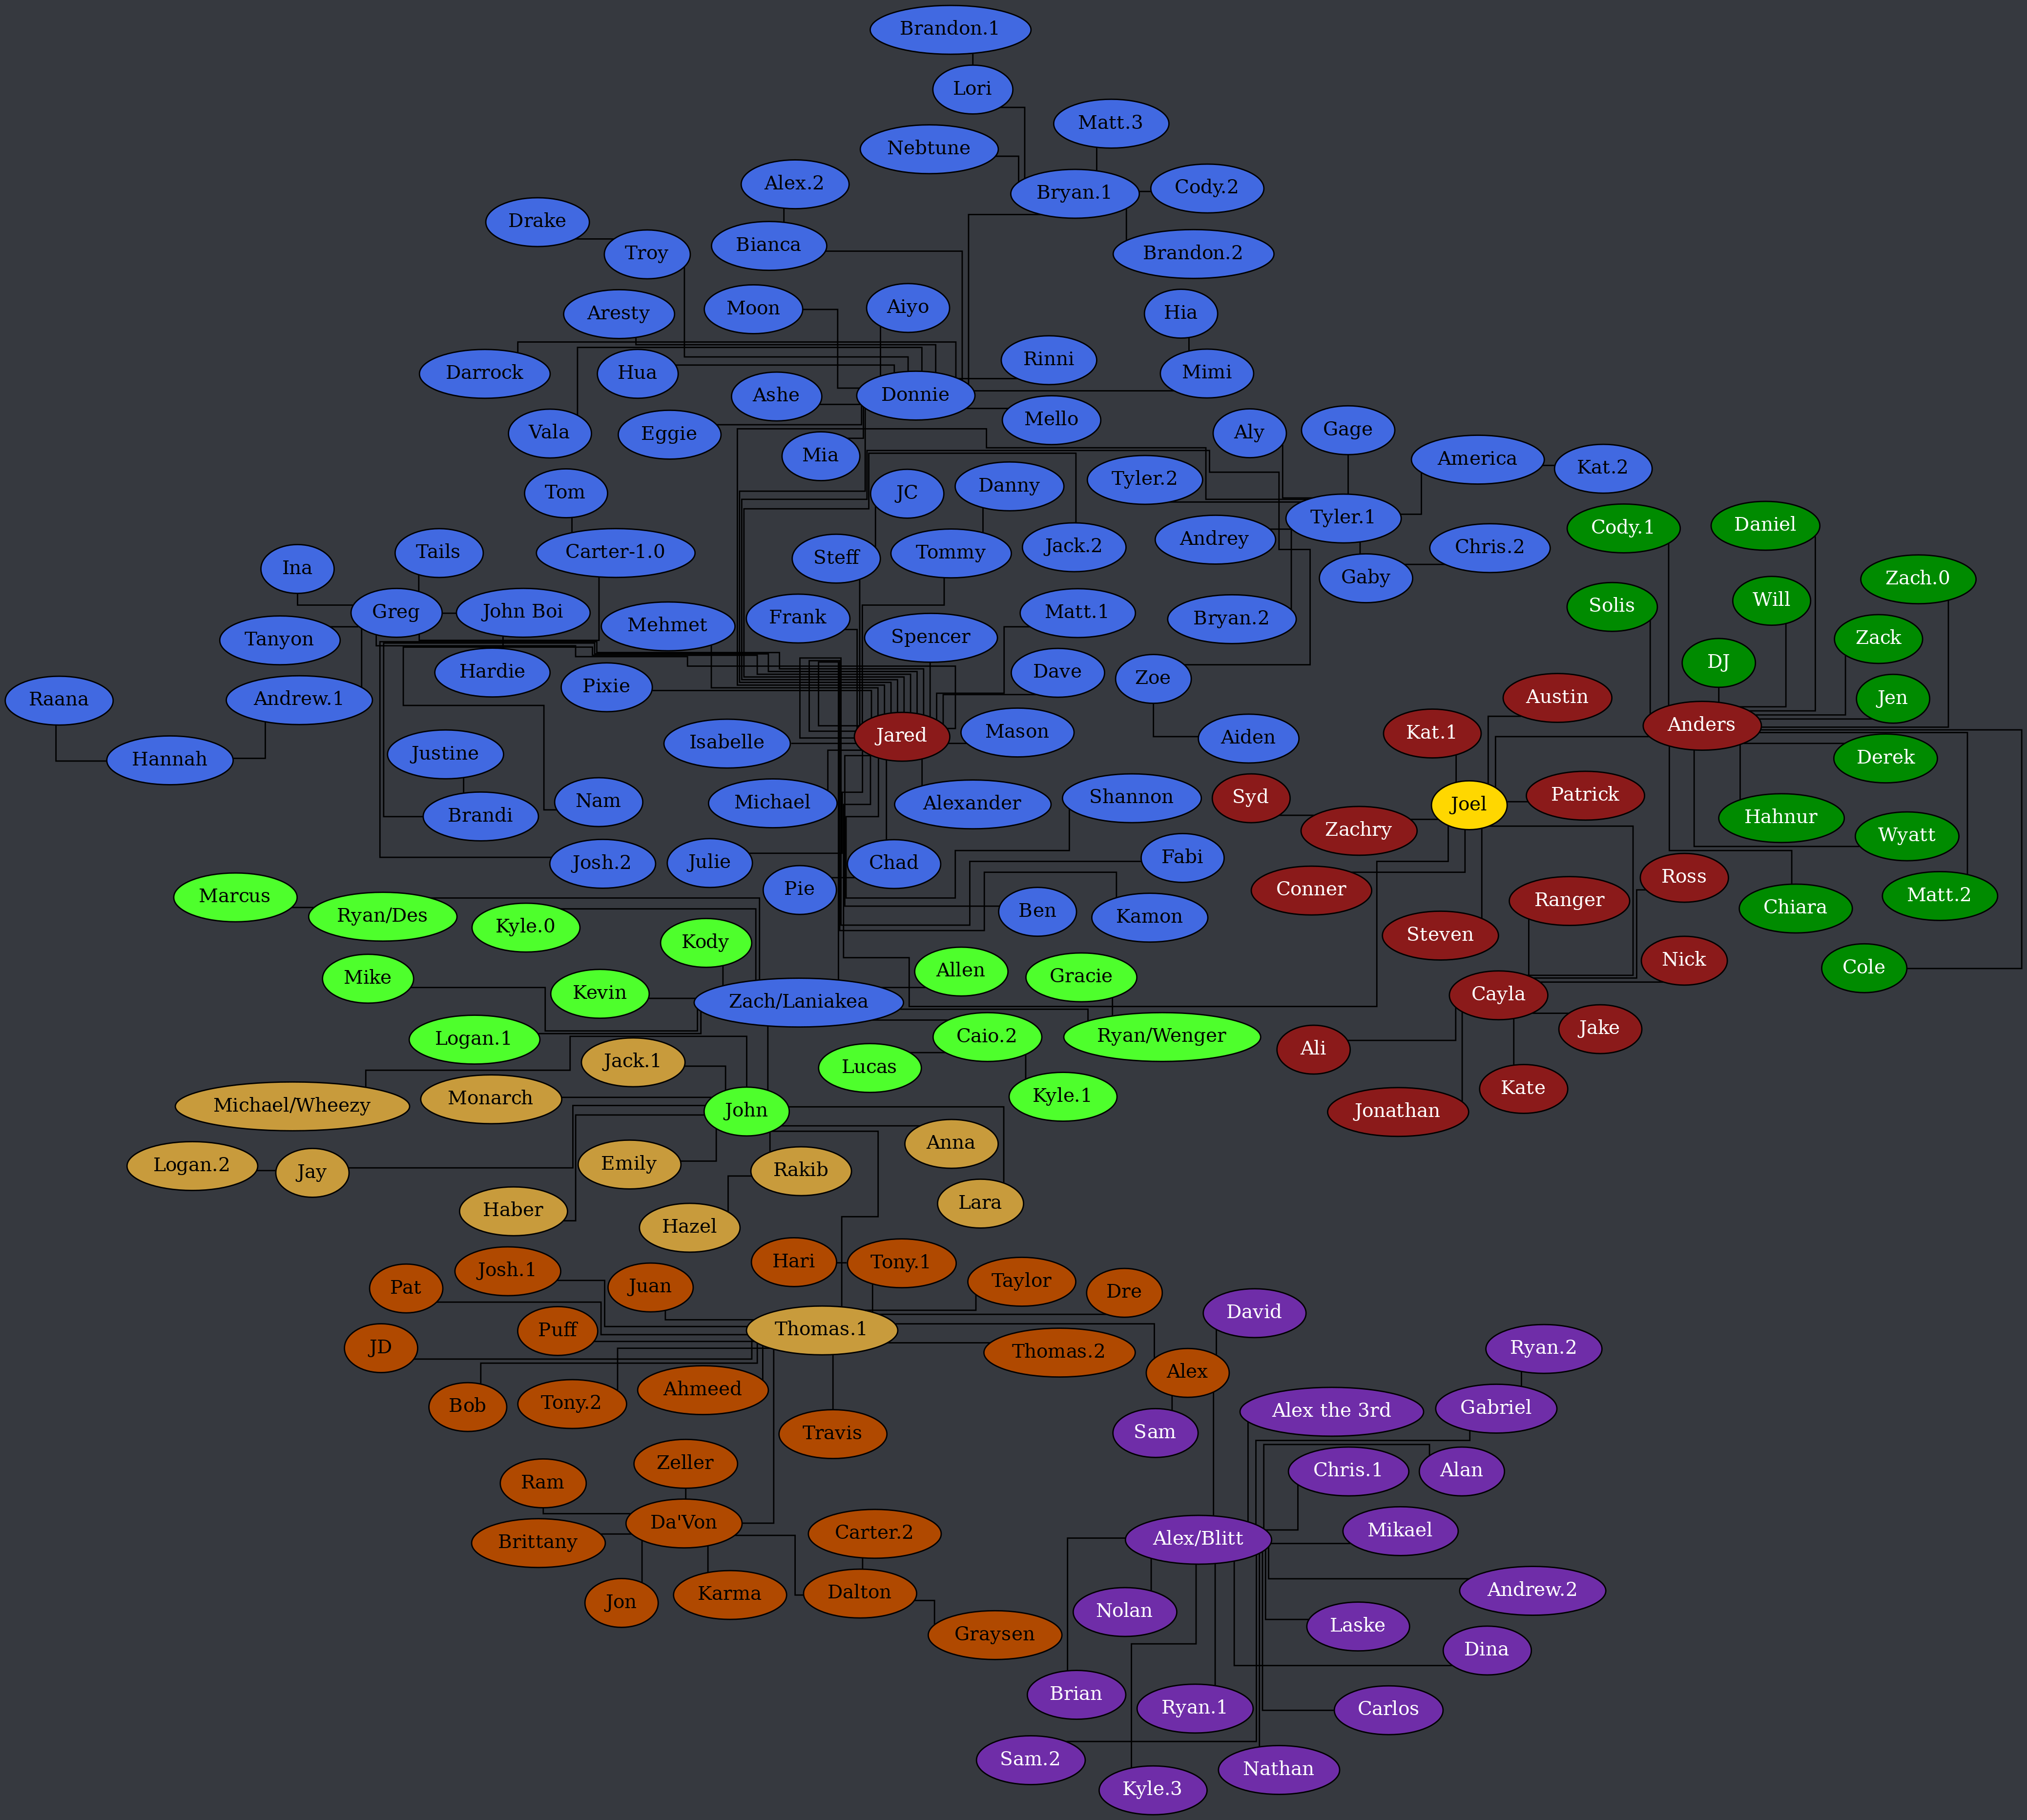 Brandon.1
Lori
Matt.3
Nebtune
Alex.2
Bryan.1
Cody.2
Drake
Bianca
Troy
Brandon.2
Moon
Aiyo
Hia
Aresty
Rinni
Darrock
Hua
Mimi
Ashe
Donnie
Mello
Vala
Eggie
Mia
Aly
Gage
America
Kat.2
Tyler.2
Tom
JC
Danny
Tyler.1
Cody.1
Daniel
Andrey
Jack.2
Chris.2
Tails
Carter-1.0
Steff
Tommy
Ina
Gaby
Zach.0
Greg
John Boi
Matt.1
Solis
Will
Frank
Bryan.2
Mehmet
Tanyon
Spencer
Zack
DJ
Hardie
Dave
Zoe
Pixie
Raana
Andrew.1
Austin
Jen
Anders
Kat.1
Jared
Mason
Isabelle
Aiden
Justine
Hannah
Derek
Syd
Patrick
Shannon
Joel
Nam
Michael
Alexander
Brandi
Hahnur
Zachry
Wyatt
Fabi
Josh.2
Julie
Chad
Ross
Pie
Conner
Matt.2
Marcus
Ranger
Chiara
Ben
Kamon
Ryan/Des
Kyle.0
Steven
Kody
Nick
Cole
Allen
Gracie
Mike
Kevin
Cayla
Zach/Laniakea
Jake
Logan.1
Caio.2
Ryan/Wenger
Ali
Jack.1
Lucas
Kate
Kyle.1
Monarch
Michael/Wheezy
John
Jonathan
Anna
Emily
Logan.2
Rakib
Jay
Lara
Haber
Hazel
Hari
Tony.1
Josh.1
Taylor
Pat
Juan
Dre
David
Puff
Thomas.1
JD
Thomas.2
Ryan.2
Alex
Ahmeed
Tony.2
Bob
Gabriel
Alex the 3rd
Travis
Sam
Zeller
Chris.1
Alan
Ram
Da'Von
Carter.2
Mikael
Brittany
Alex/Blitt
Andrew.2
Karma
Dalton
Jon
Nolan
Laske
Graysen
Dina
Brian
Ryan.1
Carlos
Sam.2
Nathan
Kyle.3